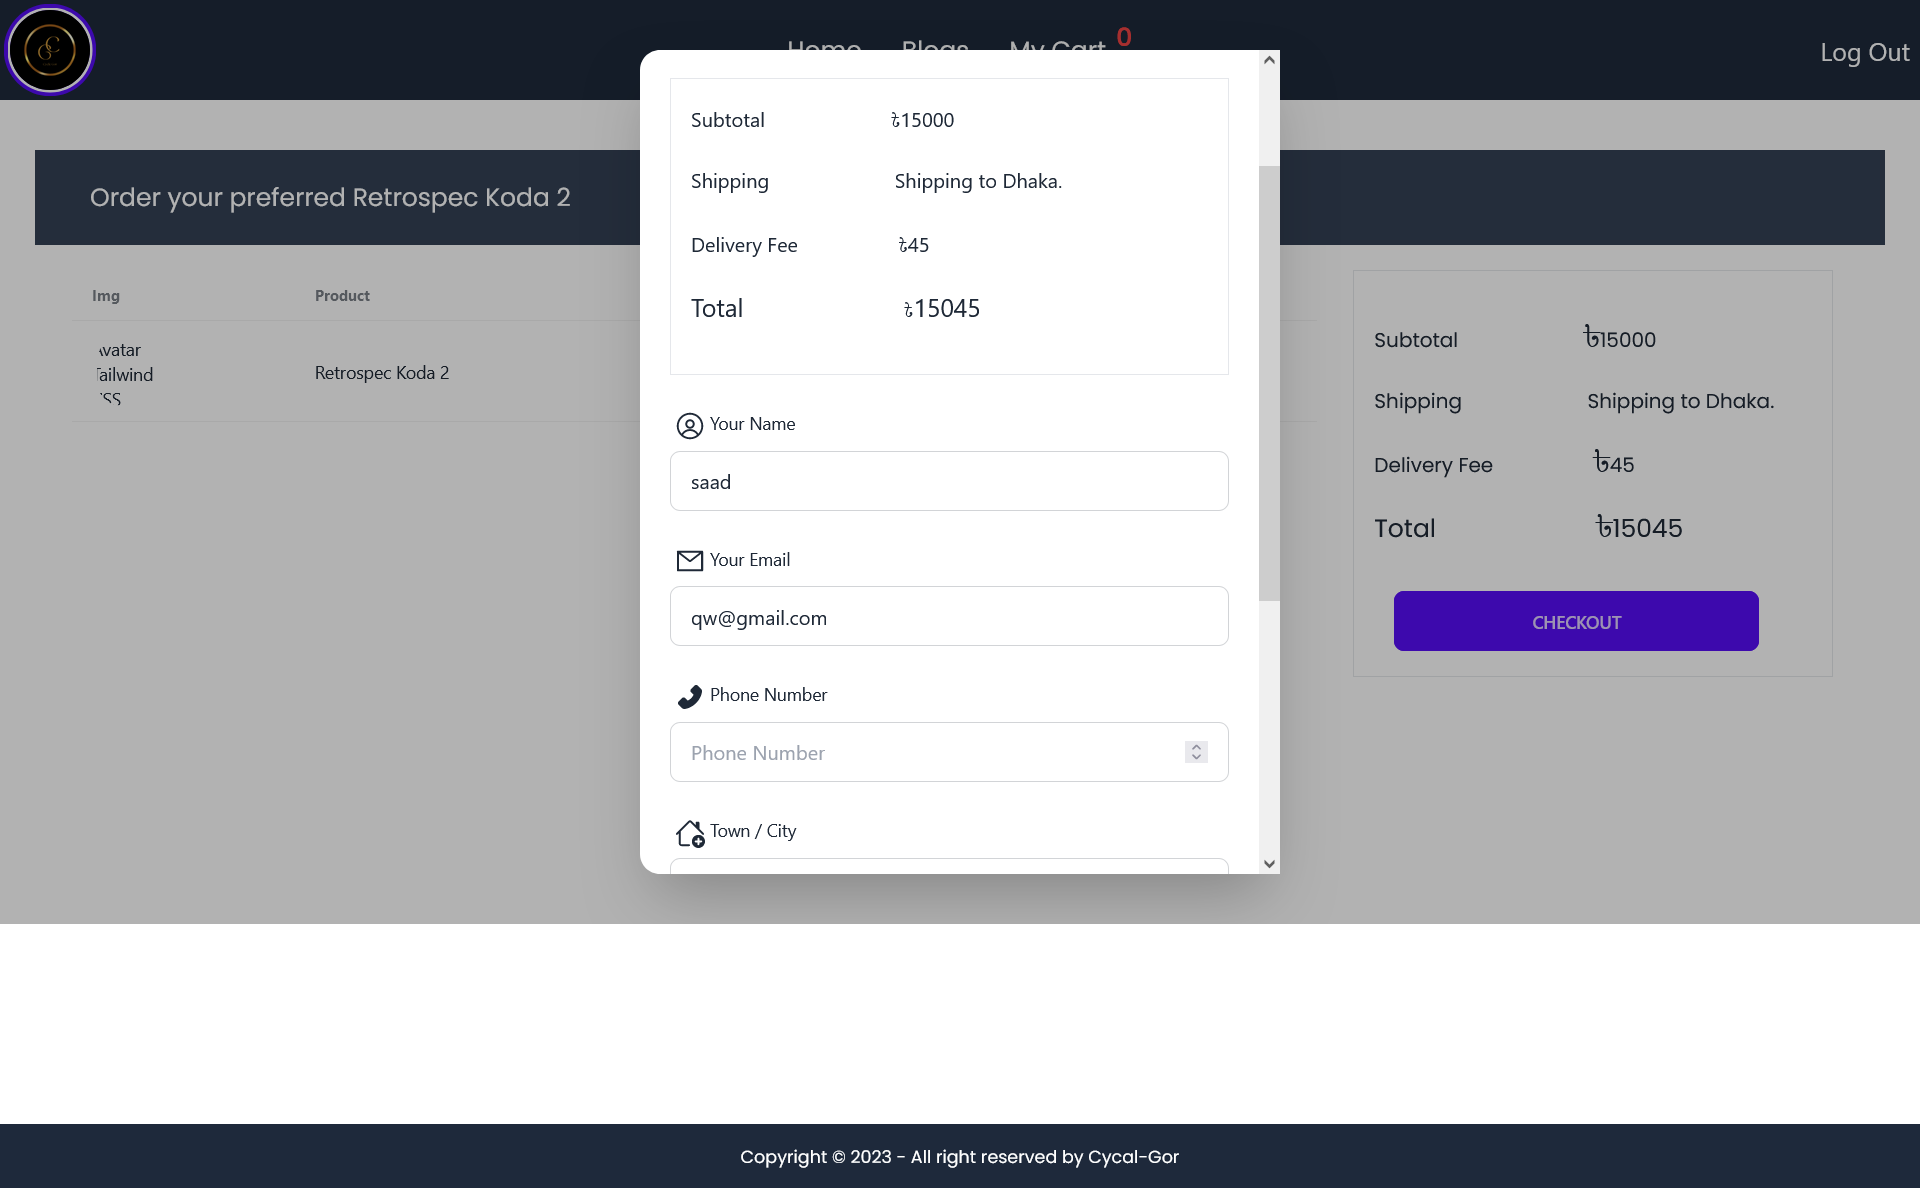 Home Blogs My Cart 0
Log Out
Order your preferred Retrospec Koda 2
Img Product
Avatar
Tailwind
CSS
Retrospec Koda 2
Subtotal ৳15000
Shipping Shipping to Dhaka.
Delivery Fee ৳45
Total ৳15045
Your Name
saad
Your Email
qw@gmail.com
Phone Number
Phone Number
Town / City
Subtotal ৳15000
Shipping Shipping to Dhaka.
Delivery Fee ৳45
Total ৳15045
CHECKOUT
Copyright © 2023 - All right reserved by Cycal-Gor